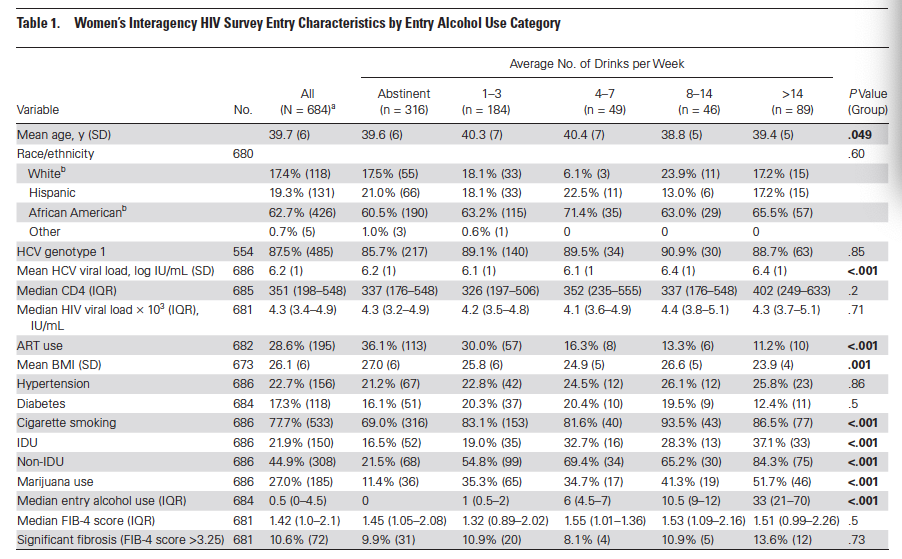 Table 1. Women's Interagency HIV Survey Entry Characteristics by Entry Alcohol Use Category
Average No. of Drinks per Week
All Abstinent 1–3 4–7 8–14 >14 P Value
Variable No. (N = 684)a (n = 316) (n = 184) (n = 49) (n = 46) (n = 89) (Group)
Mean age, y (SD) 39.7 (6) 39.6 (6) 40.3 (7) 40.4 (7) 38.8 (5) 39.4 (5) .049
Race/ethnicity 680 .60
Whiteb 17.4% (118) 17.5% (55) 18.1% (33) 6.1% (3) 23.9% (11) 17.2% (15)
Hispanic 19.3% (131) 21.0% (66) 18.1% (33) 22.5% (11) 13.0% (6) 17.2% (15)
African Americanb 62.7% (426) 60.5% (190) 63.2% (115) 71.4% (35) 63.0% (29) 65.5% (57)
Other 0.7% (5) 1.0% (3) 0.6% (1) 0 0 0
HCV genotype 1 554 87.5% (485) 85.7% (217) 89.1% (140) 89.5% (34) 90.9% (30) 88.7% (63) .85
Mean HCV viral load, log IU/mL (SD) 686 6.2 (1) 6.2 (1) 6.1 (1) 6.1 (1 6.4 (1) 6.4 (1) <.001
Median CD4 (IQR) 685 351 (198–548) 337 (176–548) 326 (197–506) 352 (235–555) 337 (176–548) 402 (249–633) .2
Median HIV viral load × 10³ (IQR), 681 4.3 (3.4–4.9) 4.3 (3.2–4.9) 4.2 (3.5–4.8) 4.1 (3.6–4.9) 4.4 (3.8–5.1) 4.3 (3.7–5.1) .71
IU/mL
ART use 682 28.6% (195) 36.1% (113) 30.0% (57) 16.3% (8) 13.3% (6) 11.2% (10) <.001
Mean BMI (SD) 673 26.1 (6) 27.0 (6) 25.8 (6) 24.9 (5) 26.6 (5) 23.9 (4) .001
Hypertension 686 22.7% (156) 21.2% (67) 22.8% (42) 24.5% (12) 26.1% (12) 25.8% (23) .86
Diabetes 684 17.3% (118) 16.1% (51) 20.3% (37) 20.4% (10) 19.5% (9) 12.4% (11) .5
Cigarette smoking 686 77.7% (533) 69.0% (316) 83.1% (153) 81.6% (40) 93.5% (43) 86.5% (77) <.001
IDU 686 21.9% (150) 16.5% (52) 19.0% (35) 32.7% (16) 28.3% (13) 37.1% (33) <.001
Non-IDU 686 44.9% (308) 21.5% (68) 54.8% (99) 69.4% (34) 65.2% (30) 84.3% (75) <.001
Marijuana use 686 27.0% (185) 11.4% (36) 35.3% (65) 34.7% (17) 41.3% (19) 51.7% (46) <.001
Median entry alcohol use (IQR) 684 0.5 (0–4.5) 0 1 (0.5–2) 6 (4.5–7) 10.5 (9–12) 33 (21–70) <.001
Median FIB-4 score (IQR) 681 1.42 (1.0–2.1) 1.45 (1.05–2.08) 1.32 (0.89–2.02) 1.55 (1.01–1.36) 1.53 (1.09–2.16) 1.51 (0.99–2.26) .5
Significant fibrosis (FIB-4 score >3.25) 681 10.6% (72) 9.9% (31) 10.9% (20) 8.1% (4) 10.9% (5) 13.6% (12) .73